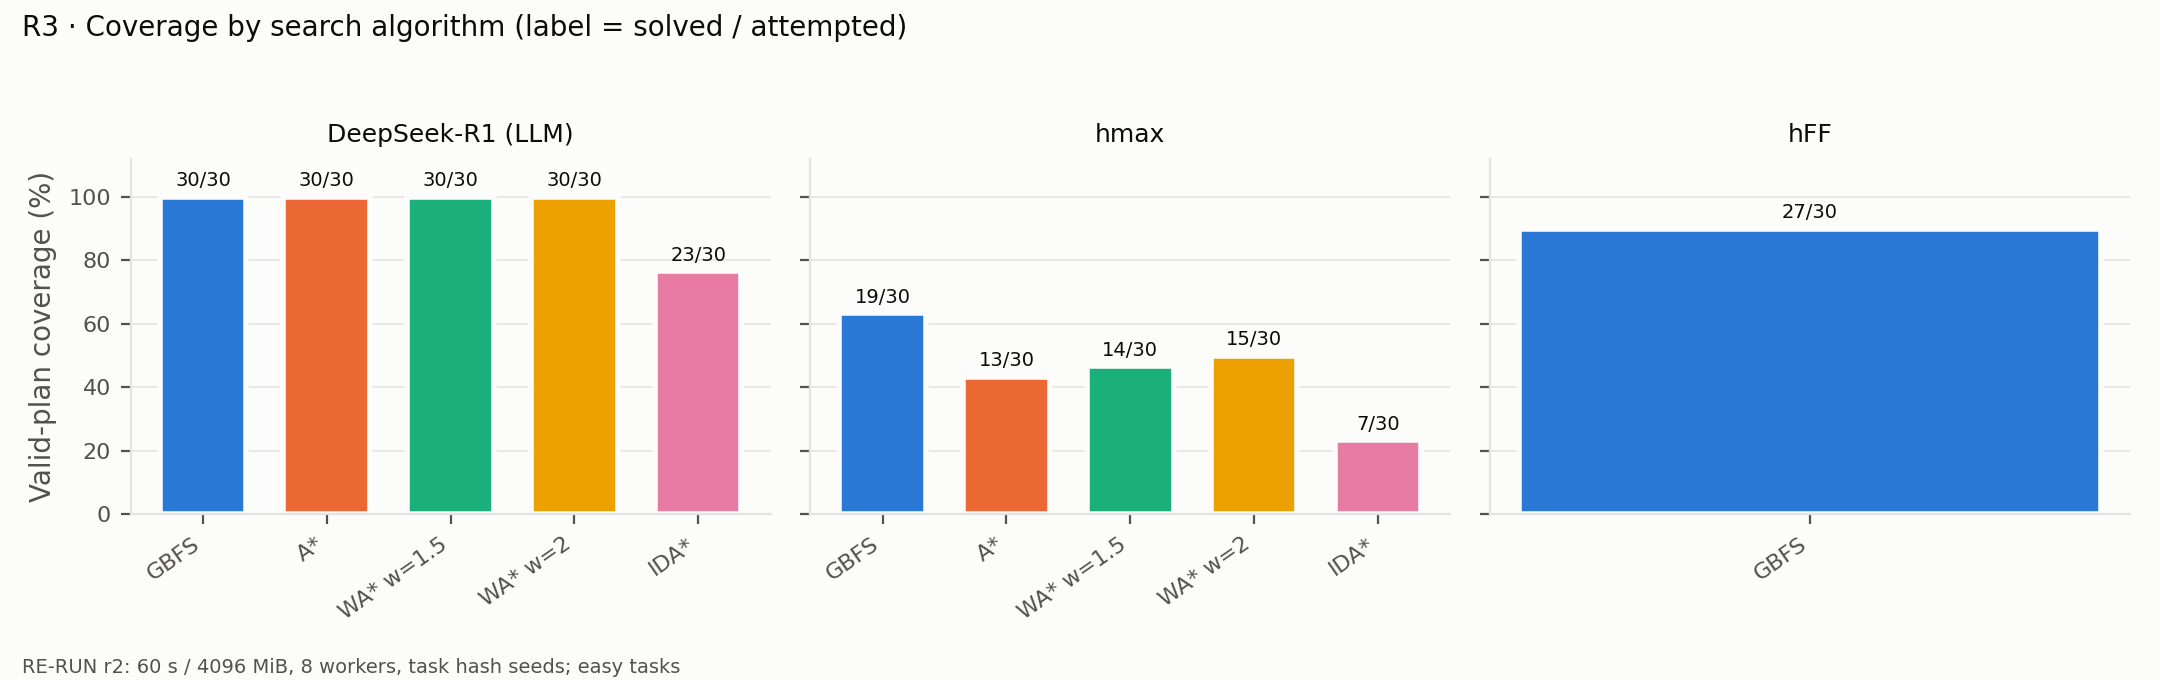 R3 · Coverage by search algorithm (label = solved / attempted)
DeepSeek-R1 (LLM)
hmax
hFF
Valid-plan coverage (%)
100
80
60
40
20
0
30/30
30/30
30/30
30/30
23/30
19/30
13/30
14/30
15/30
7/30
27/30
GBFS
A*
WA* w=1.5
WA* w=2
IDA*
GBFS
A*
WA* w=1.5
WA* w=2
IDA*
GBFS
RE-RUN r2: 60 s / 4096 MiB, 8 workers, task hash seeds; easy tasks